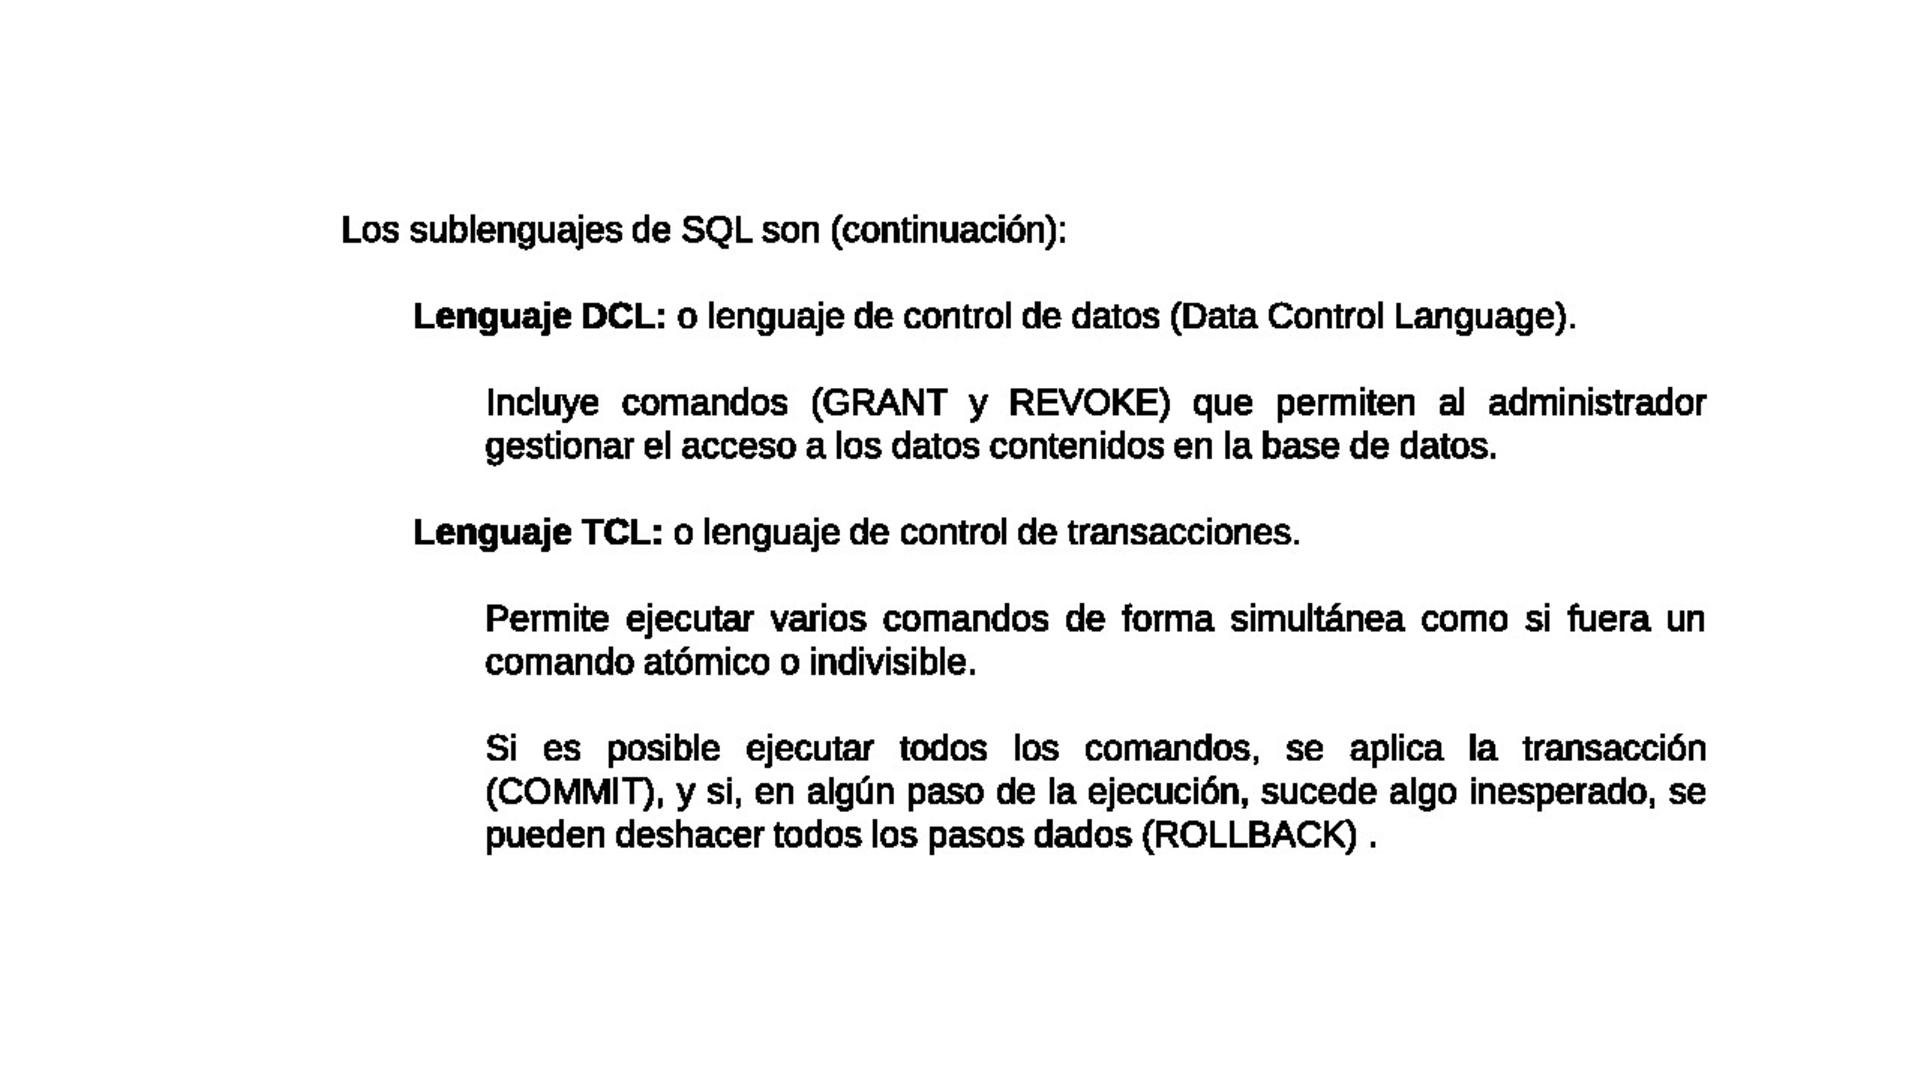 Los sublenguajes de SQL son (continuación):
Lenguaje DCL: o lenguaje de control de datos (Data Control Language).
Incluye comandos (GRANT y REVOKE) que permiten al administrador
gestionar el acceso a los datos contenidos en la base de datos.
Lenguaje TCL: o lenguaje de control de transacciones.
Permite ejecutar varios comandos de forma simultánea como si fuera un
comando atómico o indivisible.
Si es posible ejecutar todos los comandos, se aplica la transacción
(COMMIT), y si, en algún paso de la ejecución, sucede algo inesperado, se
pueden deshacer todos los pasos dados (ROLLBACK) .